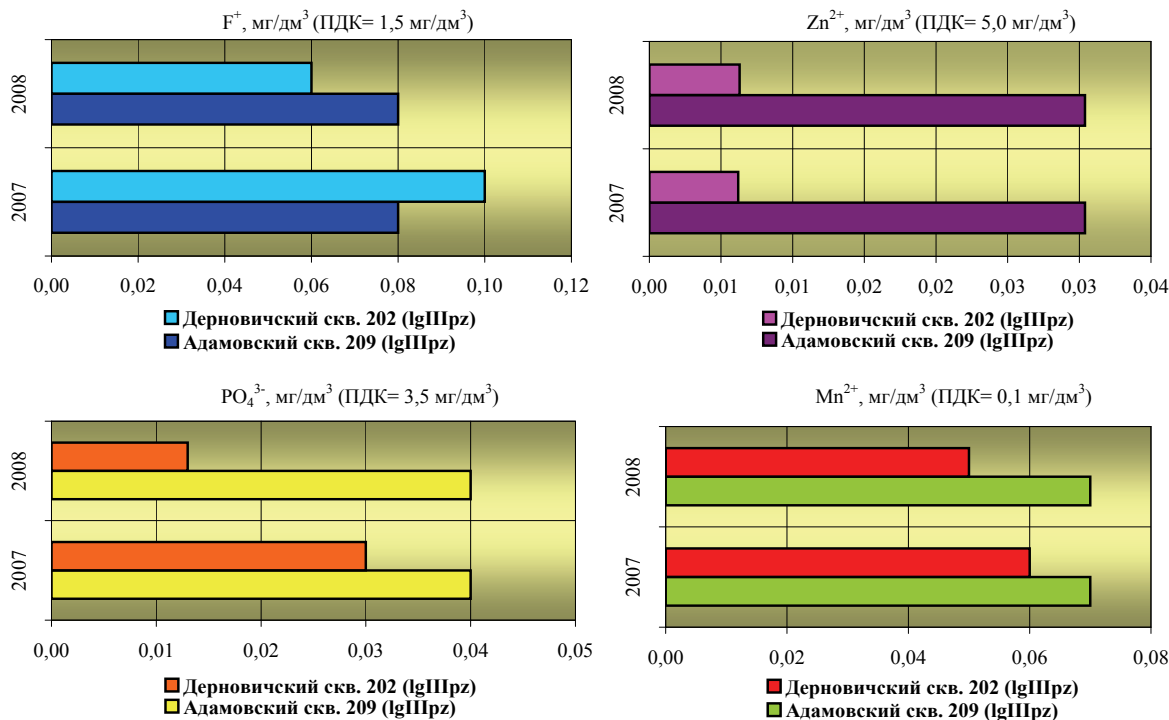 F⁺, мг/дм³ (ПДК= 1,5 мг/дм³)
2008
2007
0,00 0,02 0,04 0,06 0,08 0,10 0,12
Дерновичский скв. 202 (lgIIIpz)
Адамовский скв. 209 (lgIIIpz)
Zn²⁺, мг/дм³ (ПДК= 5,0 мг/дм³)
2008
2007
0,00 0,01 0,01 0,02 0,02 0,03 0,03 0,04
Дерновичский скв. 202 (lgIIIpz)
Адамовский скв. 209 (lgIIIpz)
PO₄³⁻, мг/дм³ (ПДК= 3,5 мг/дм³)
2008
2007
0,00 0,01 0,02 0,03 0,04 0,05
Дерновичский скв. 202 (lgIIIpz)
Адамовский скв. 209 (lgIIIpz)
Mn²⁺, мг/дм³ (ПДК= 0,1 мг/дм³)
2008
2007
0,00 0,02 0,04 0,06 0,08
Дерновичский скв. 202 (lgIIIpz)
Адамовский скв. 209 (lgIIIpz)